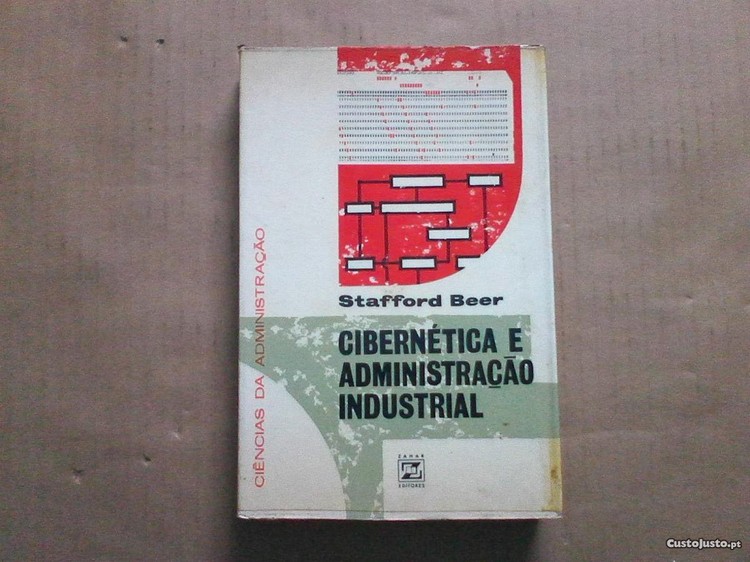 Stafford Beer
CIBERNÉTICA E
ADMINISTRAÇÃO
INDUSTRIAL
CIÊNCIAS DA ADMINISTRAÇÃO
ZAHAR
EDITORES
CustoJusto.pt